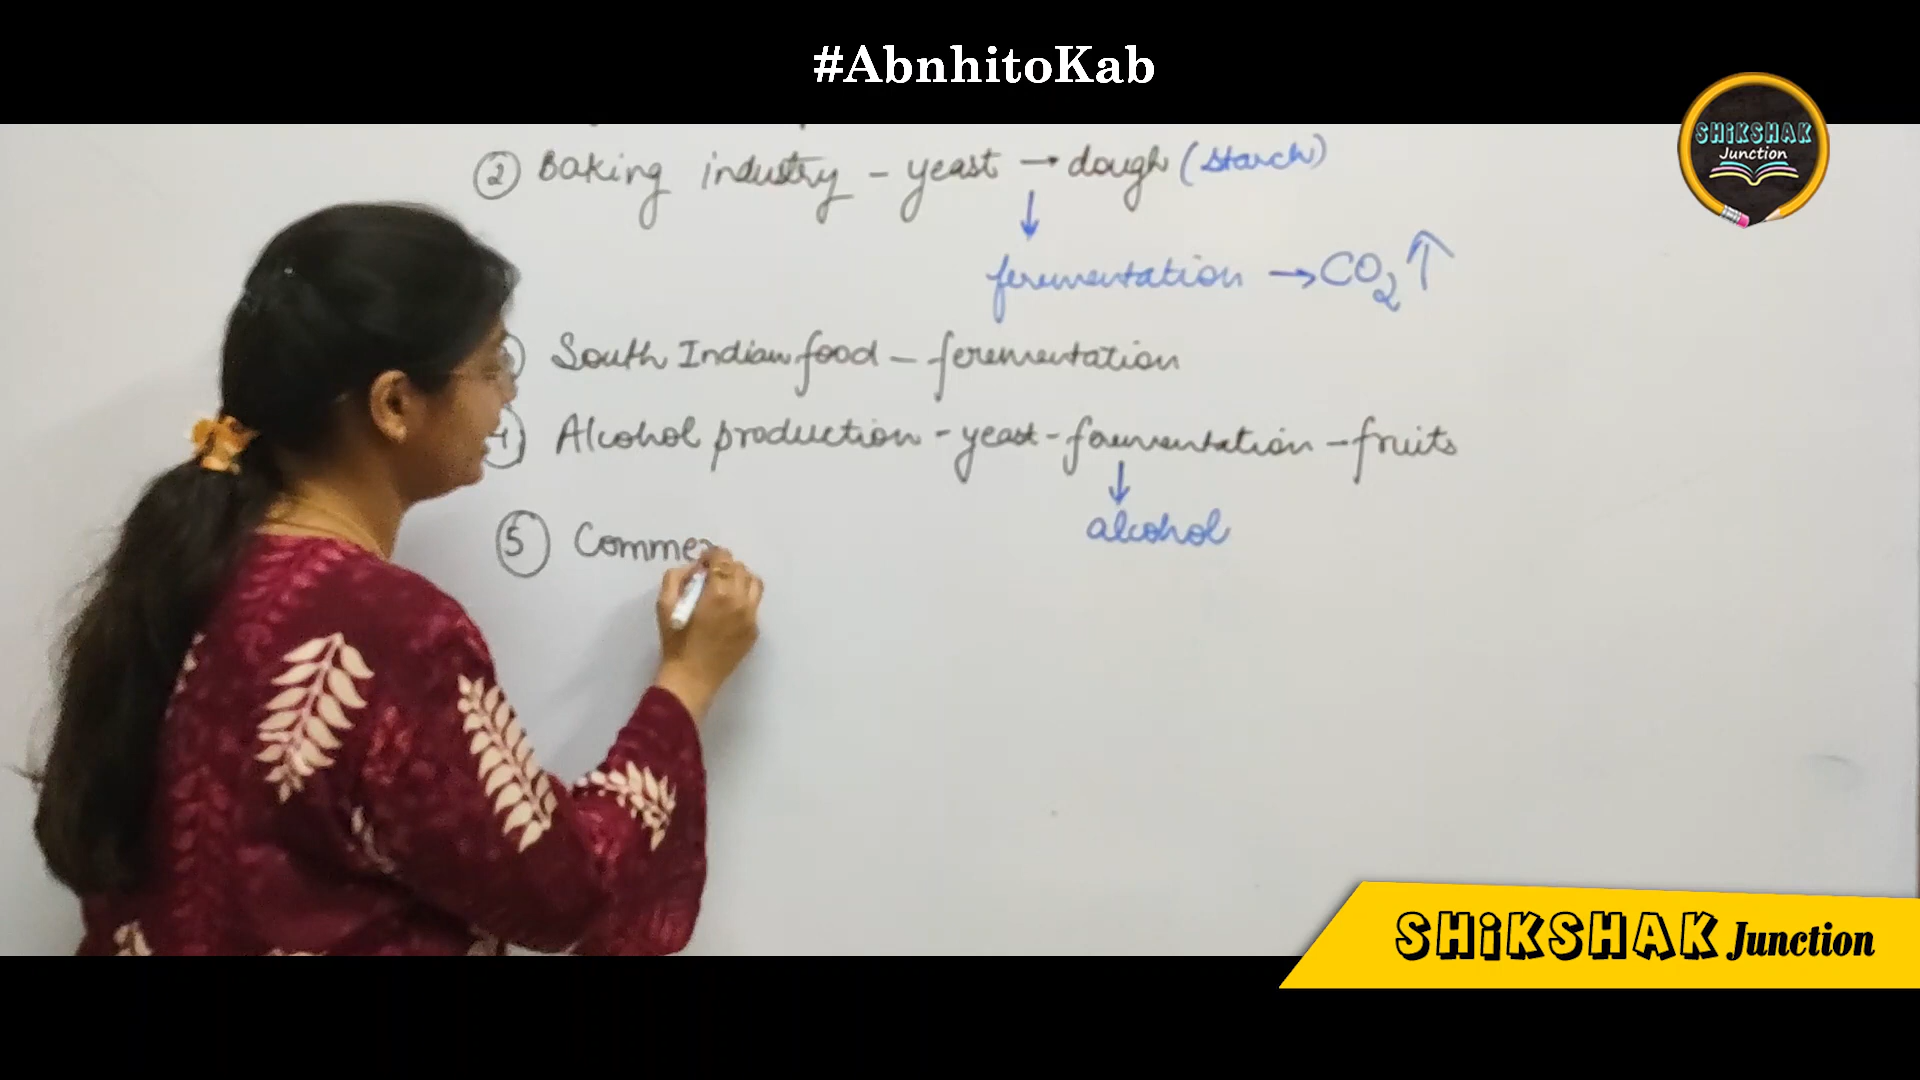 #AbnhitoKab
SHiKSHAK
Junction
② Baking industry - yeast → dough (starch)
↓
fermentation → CO₂↑
South Indian food - fermentation
4 Alcohol production - yeast - formentation - fruits
↓
alcohol
⑤ Commer
SHiKSHAK Junction